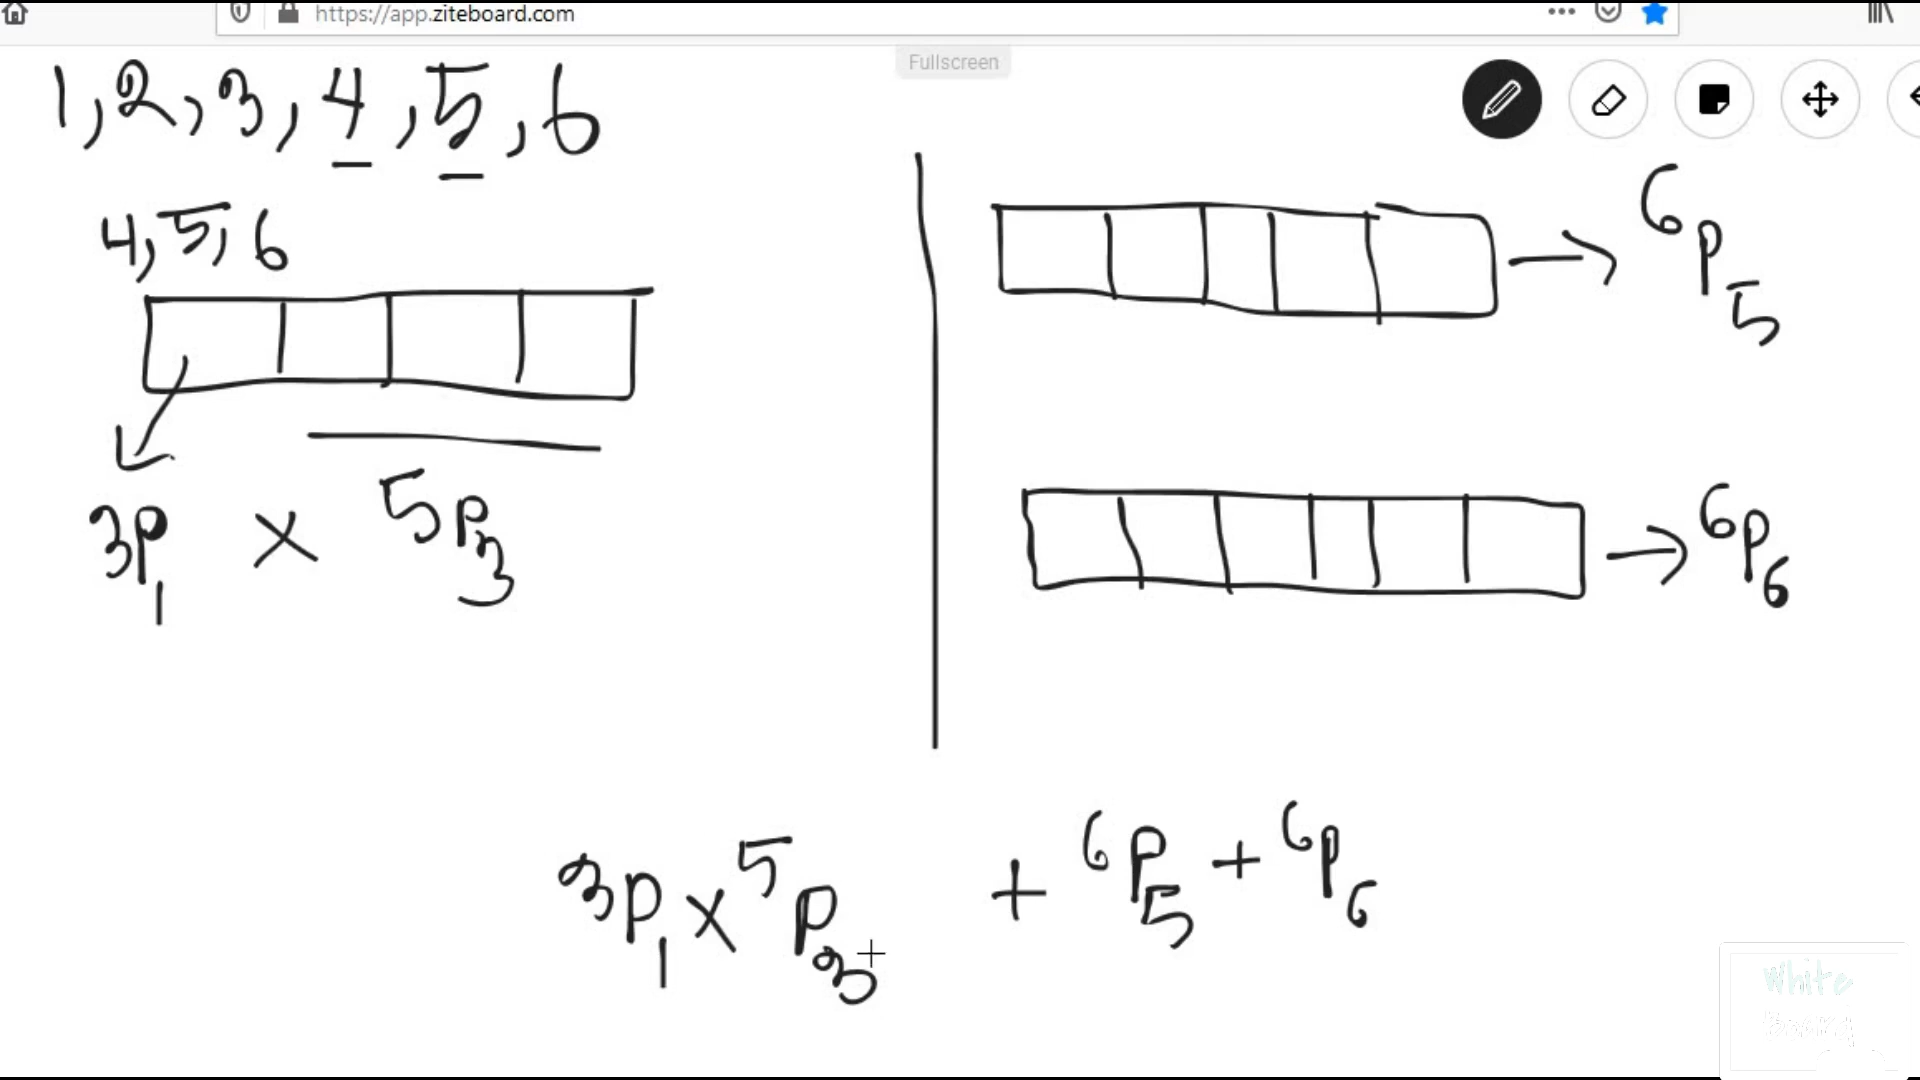 https://app.ziteboard.com
Fullscreen
1, 2, 3, 4, 5, 6
4, 5, 6
3P1 × 5P3
6P5
6P6
3P1 × 5P3 + 6P5 + 6P6
White